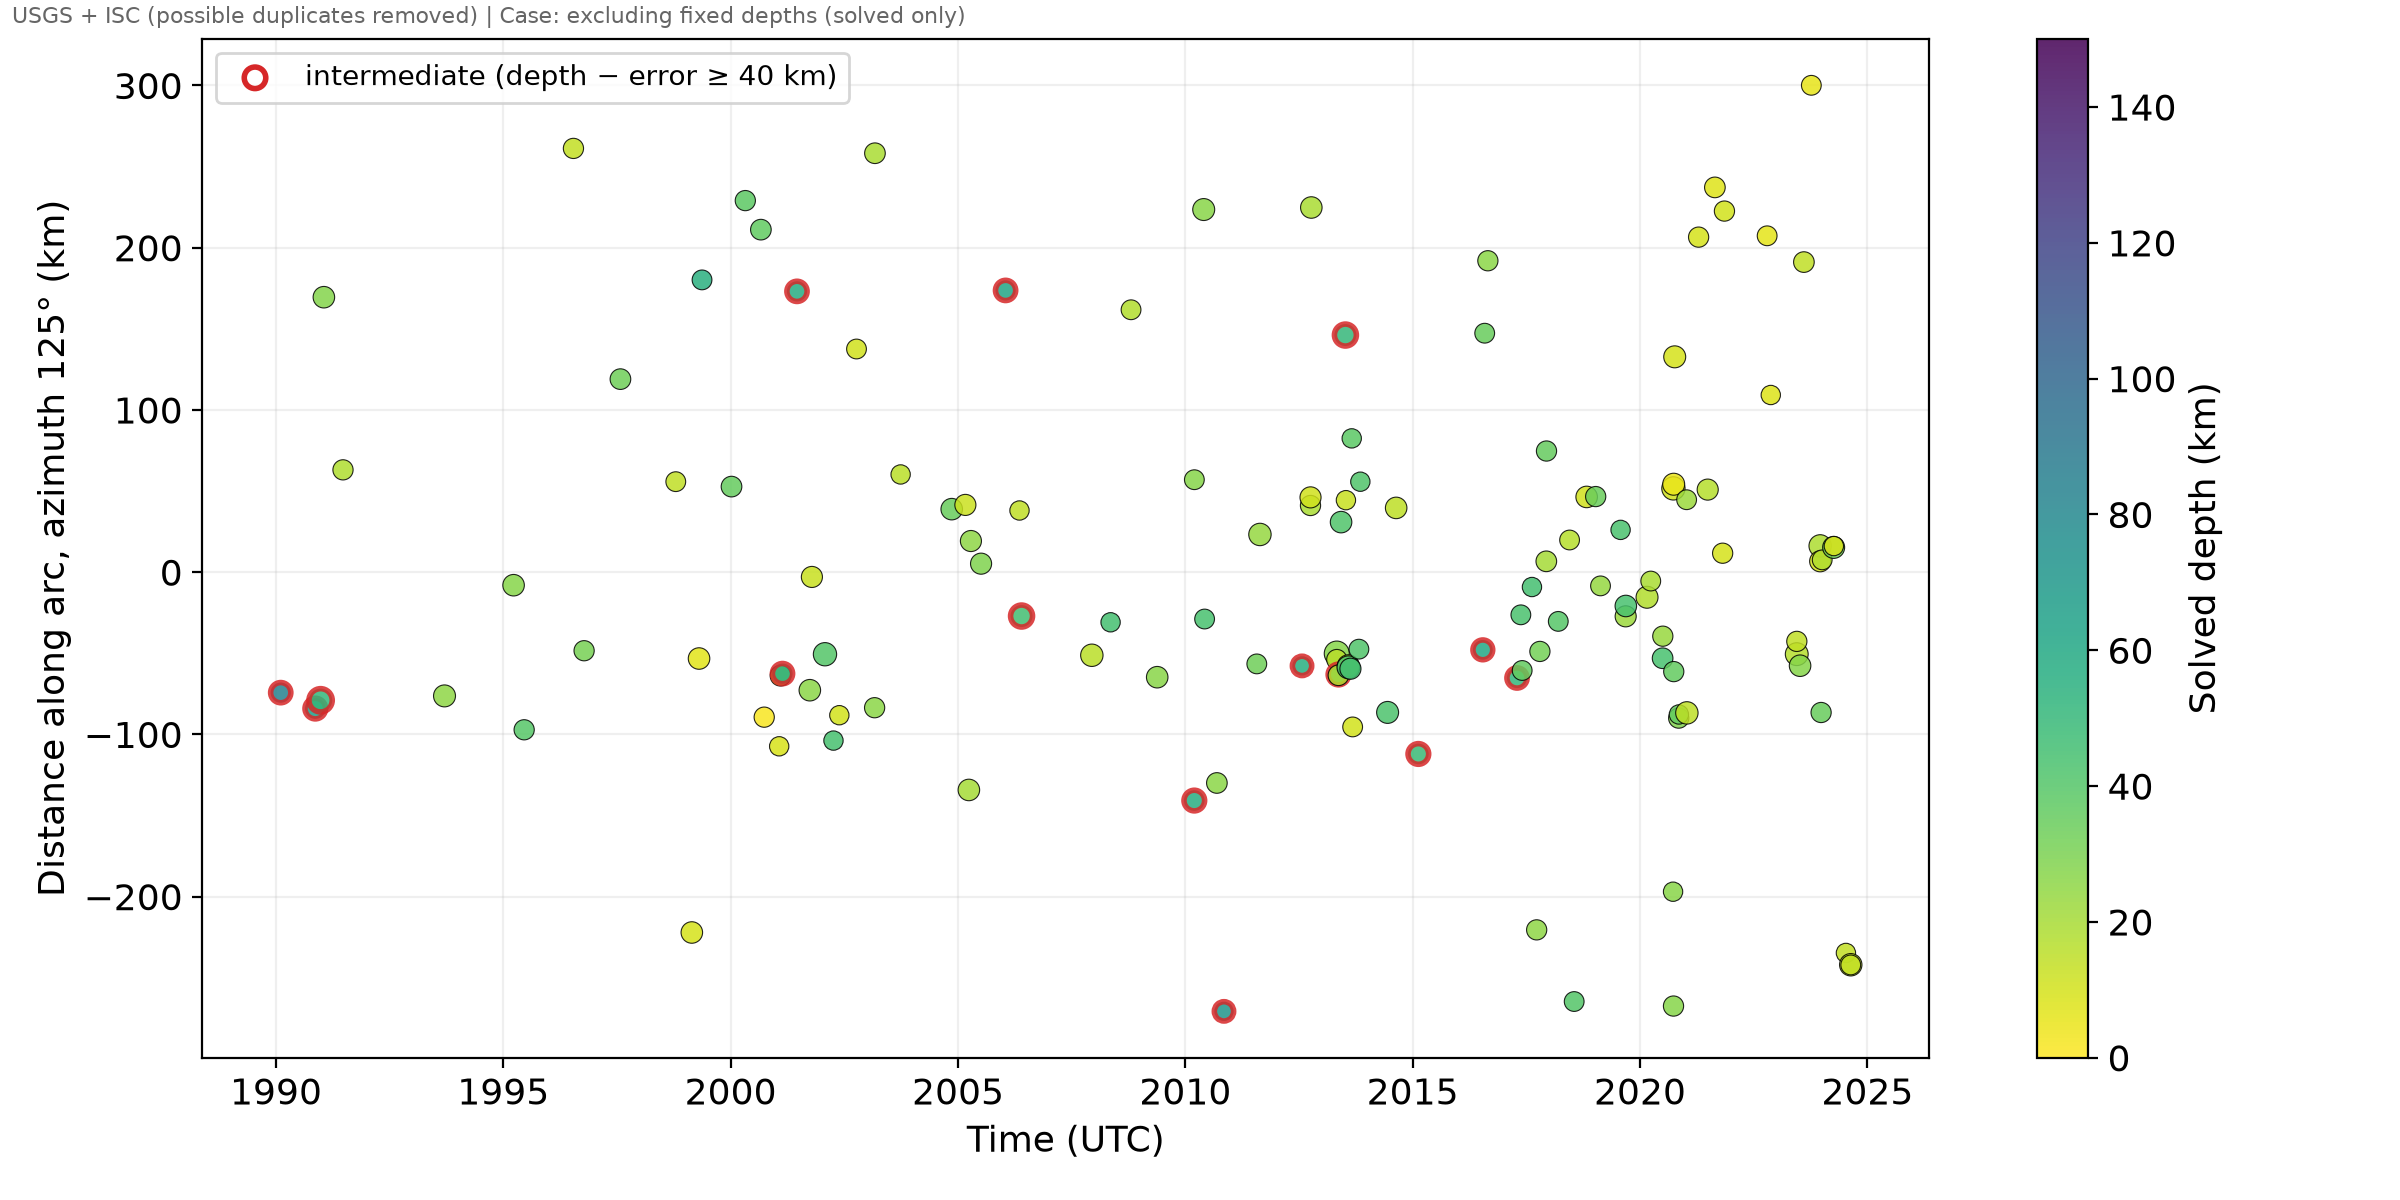 USGS + ISC (possible duplicates removed) | Case: excluding fixed depths (solved only)
intermediate (depth − error ≥ 40 km)
Distance along arc, azimuth 125° (km)
300
200
100
0
−100
−200
1990 1995 2000 2005 2010 2015 2020 2025
Time (UTC)
140
120
100
80
60
40
20
0
Solved depth (km)